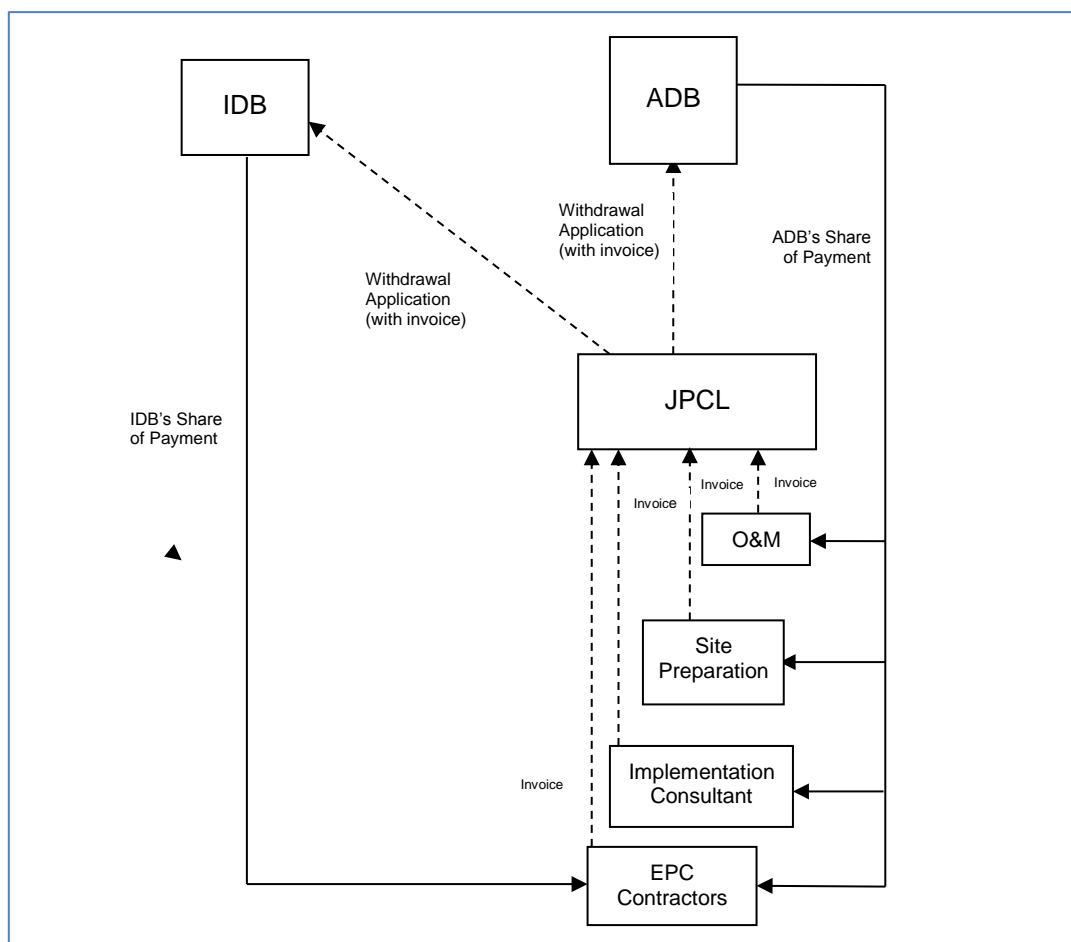 IDB
ADB
Withdrawal
Application
(with invoice)
ADB’s Share
of Payment
Withdrawal
Application
(with invoice)
JPCL
IDB’s Share
of Payment
Invoice
Invoice
Invoice
O&M
Site
Preparation
Implementation
Consultant
Invoice
EPC
Contractors